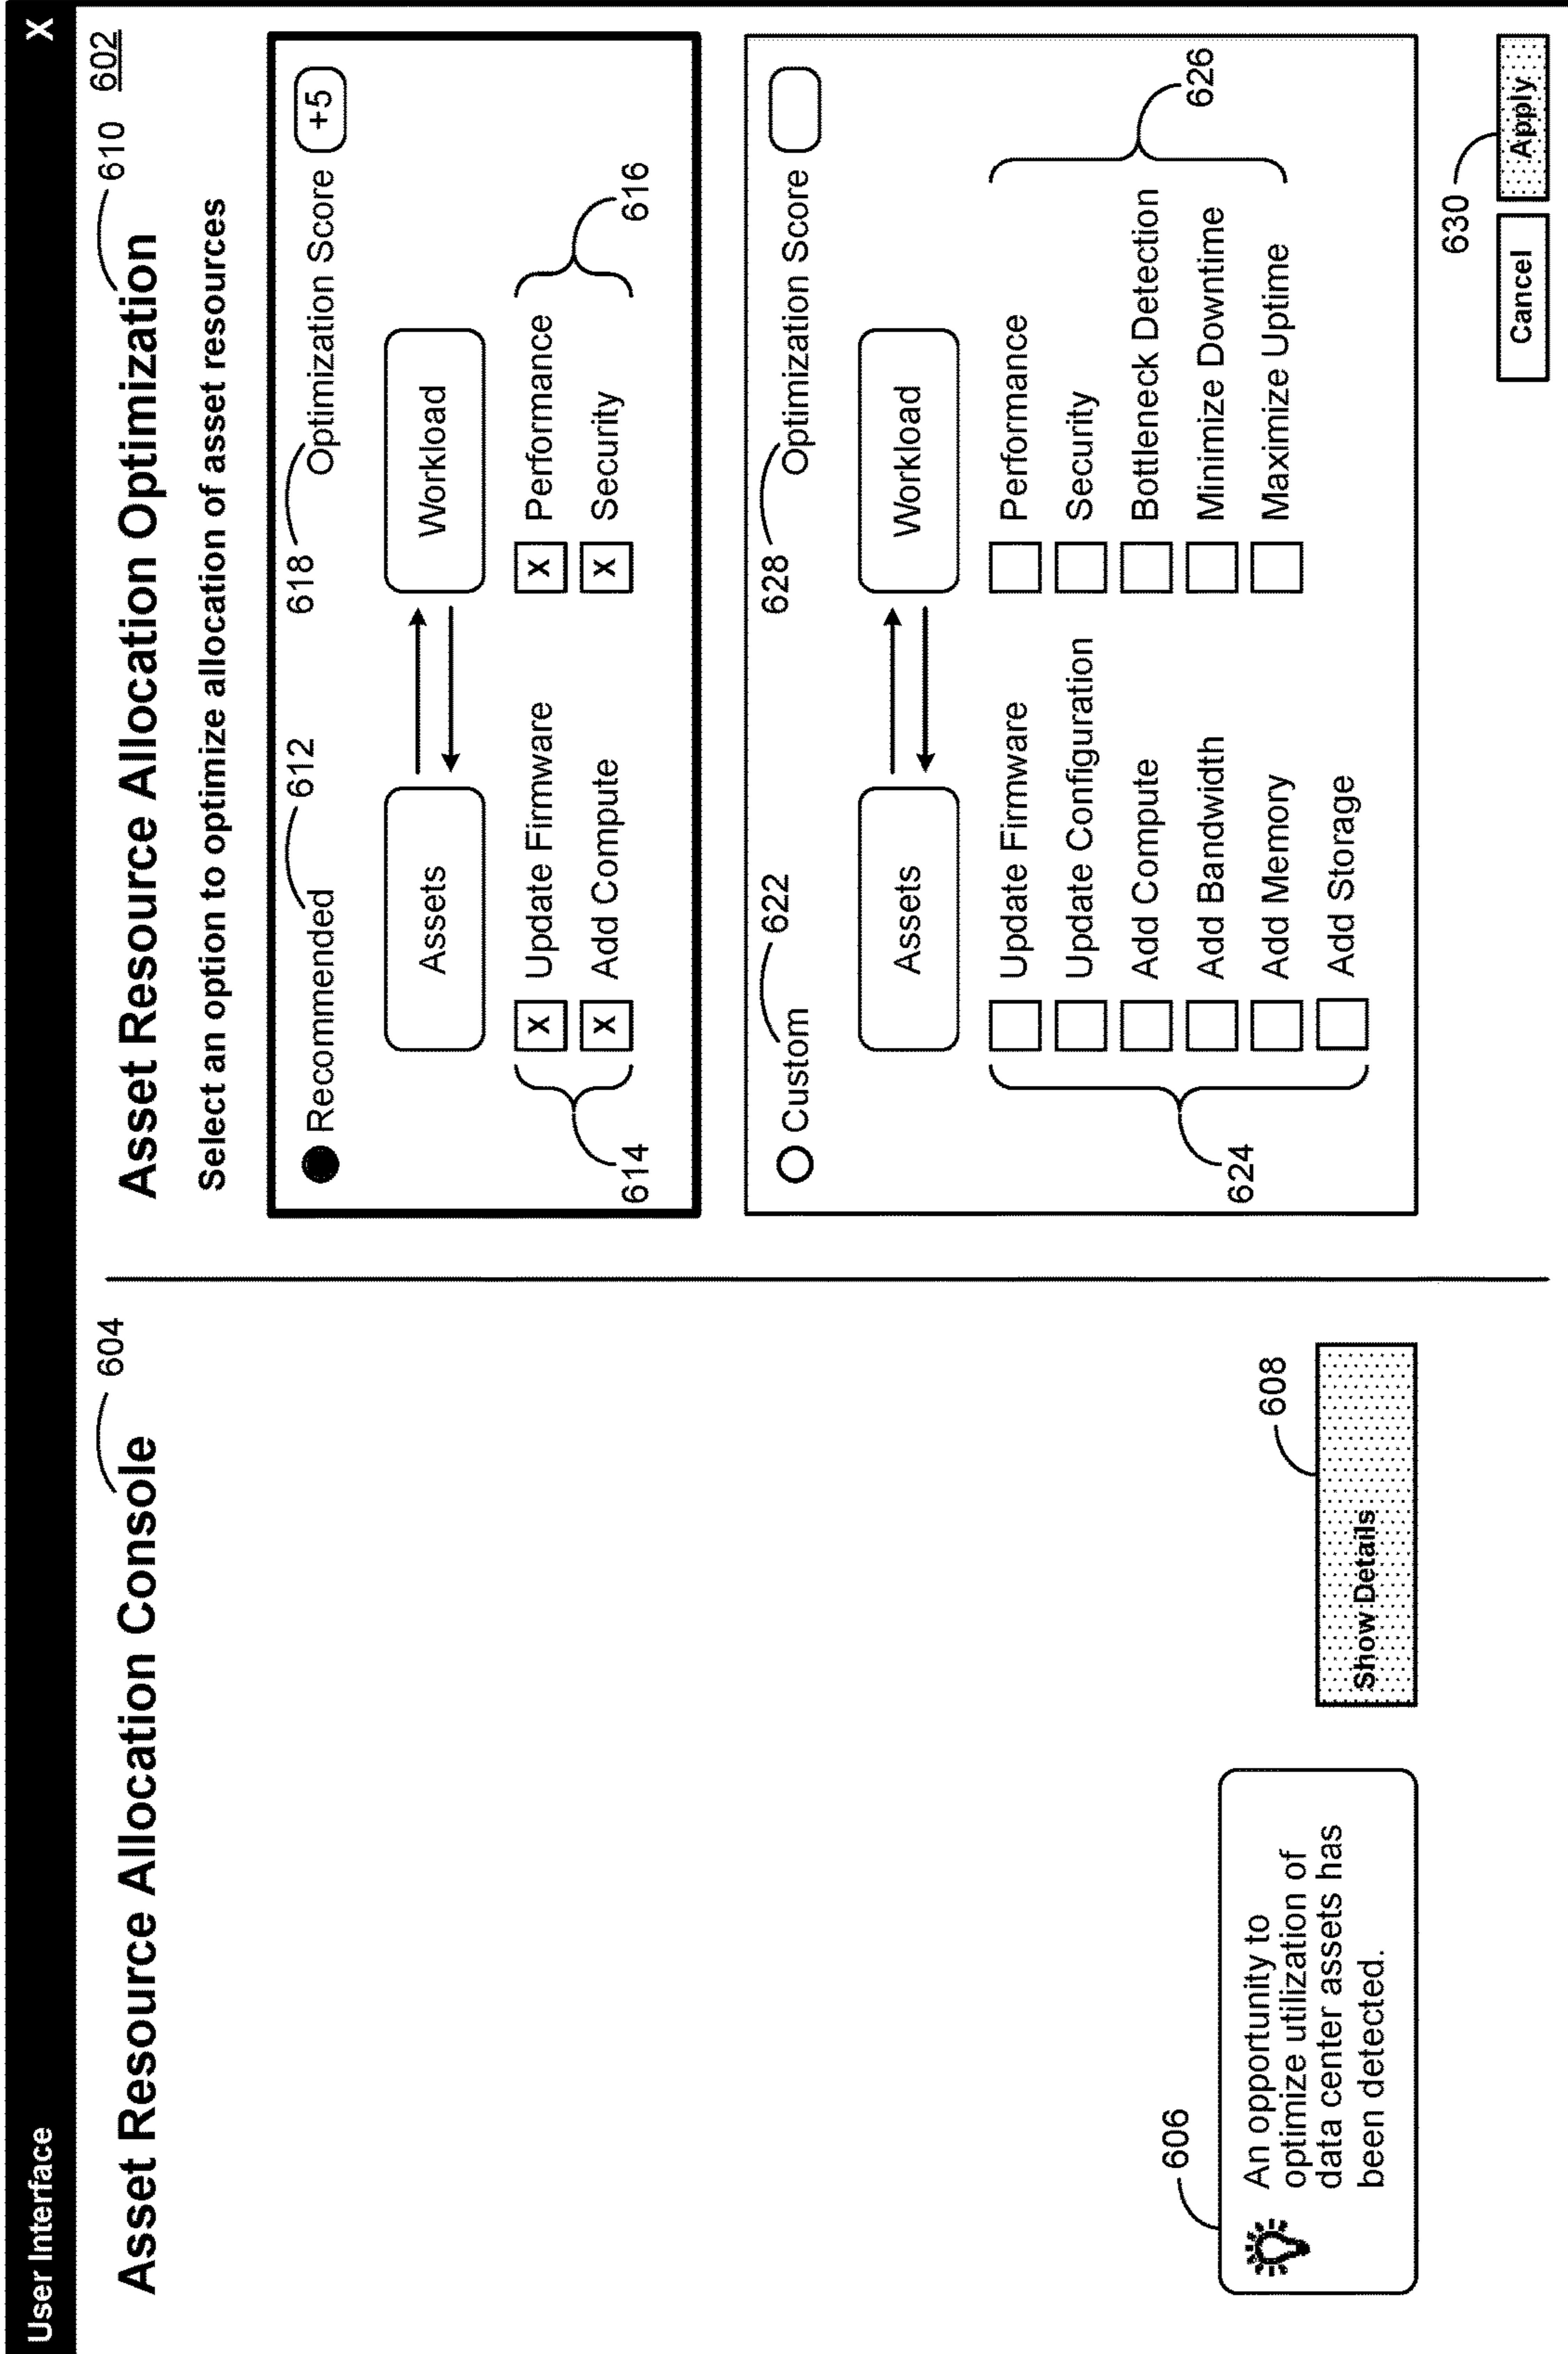 User Interface
X
Asset Resource Allocation Console
604
606
An opportunity to
optimize utilization of
data center assets has
been detected.
608
Show Details
602
610
Asset Resource Allocation Optimization
Select an option to optimize allocation of asset resources
612
618
Recommended
Optimization Score
+5
Assets
Workload
X Update Firmware
X Performance
X Add Compute
X Security
614
616
622
628
Custom
Optimization Score
Assets
Workload
Update Firmware
Performance
Update Configuration
Security
Add Compute
Bottleneck Detection
Add Bandwidth
Minimize Downtime
Add Memory
Maximize Uptime
Add Storage
624
626
630
Cancel
Apply